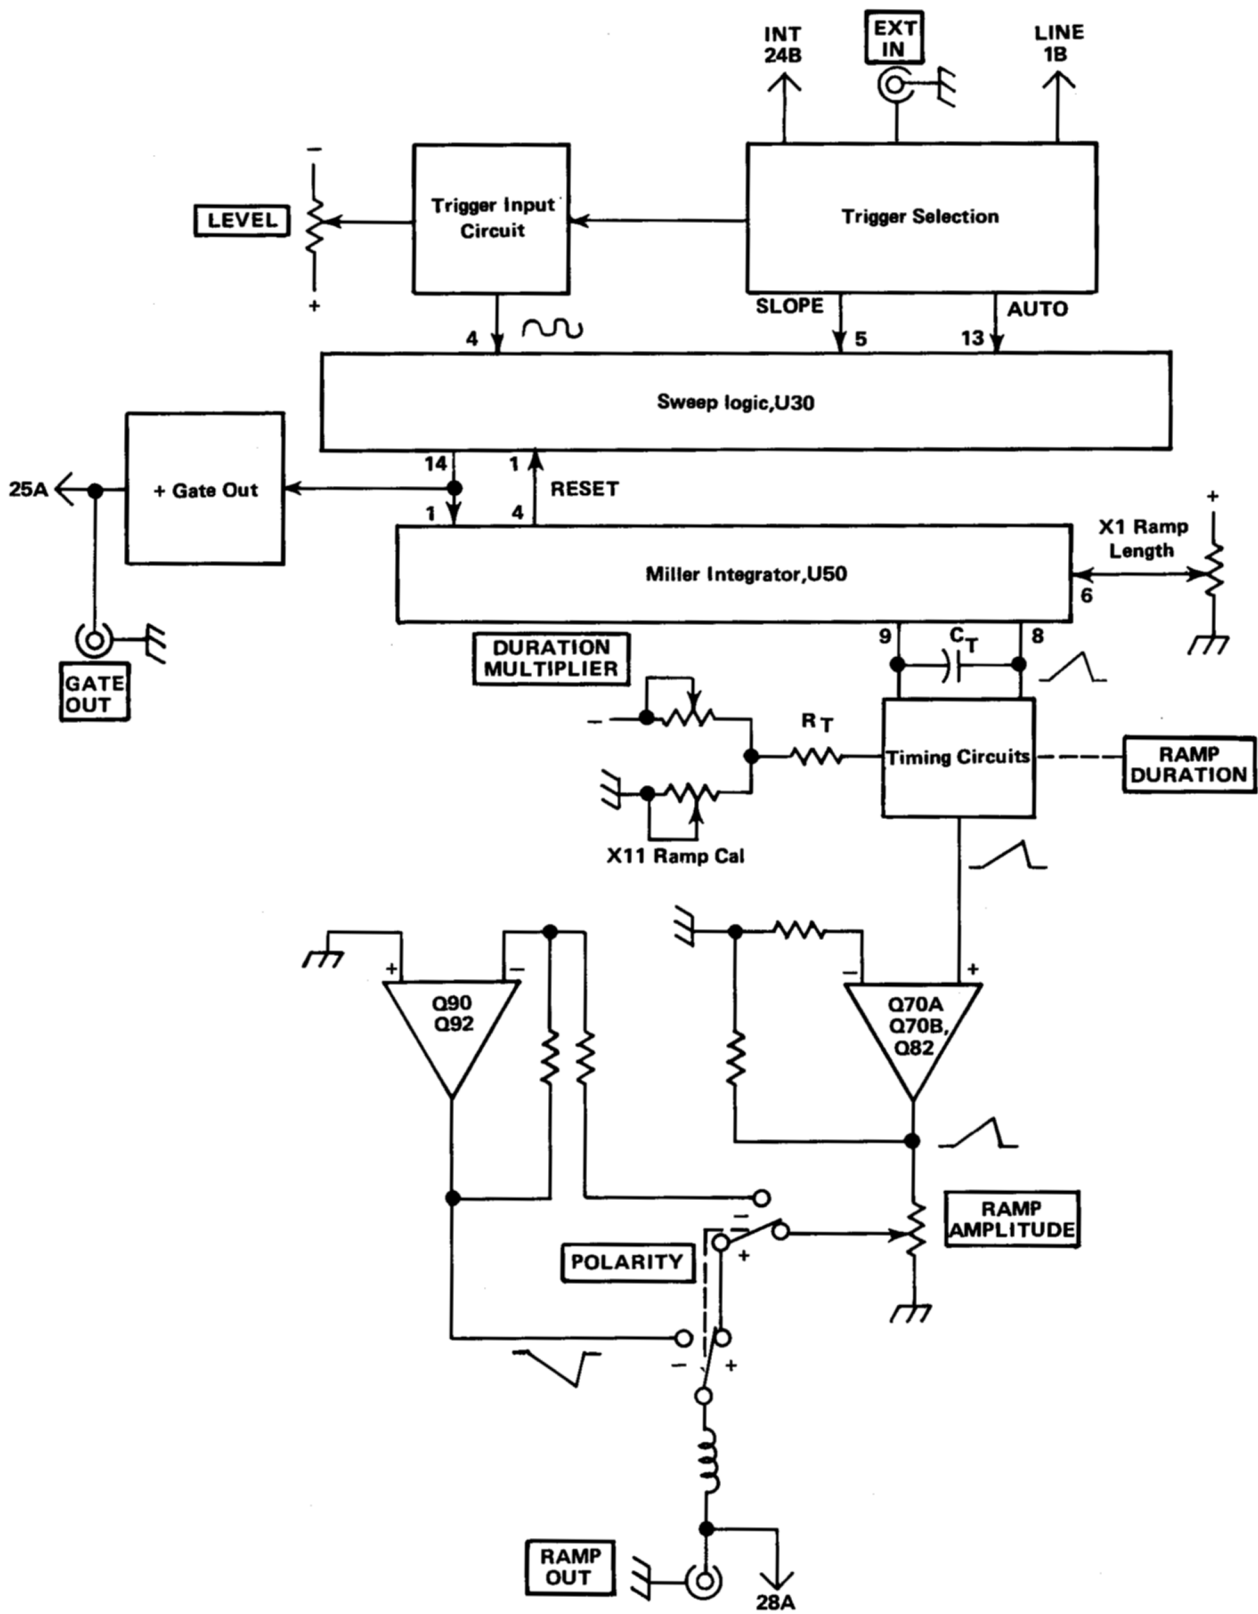 INT
24B
EXT
IN
LINE
1B
−
LEVEL
+
Trigger Input
Circuit
Trigger Selection
SLOPE
AUTO
4
5
13
Sweep logic,U30
25A
+ Gate Out
14
1
RESET
1
4
GATE
OUT
Miller Integrator,U50
+
X1 Ramp
Length
6
DURATION
MULTIPLIER
9
CT
8
−
RT
Timing Circuits
RAMP
DURATION
X11 Ramp Cal
+
−
Q90
Q92
−
+
Q70A
Q70B,
Q82
RAMP
AMPLITUDE
−
+
POLARITY
−
+
RAMP
OUT
28A